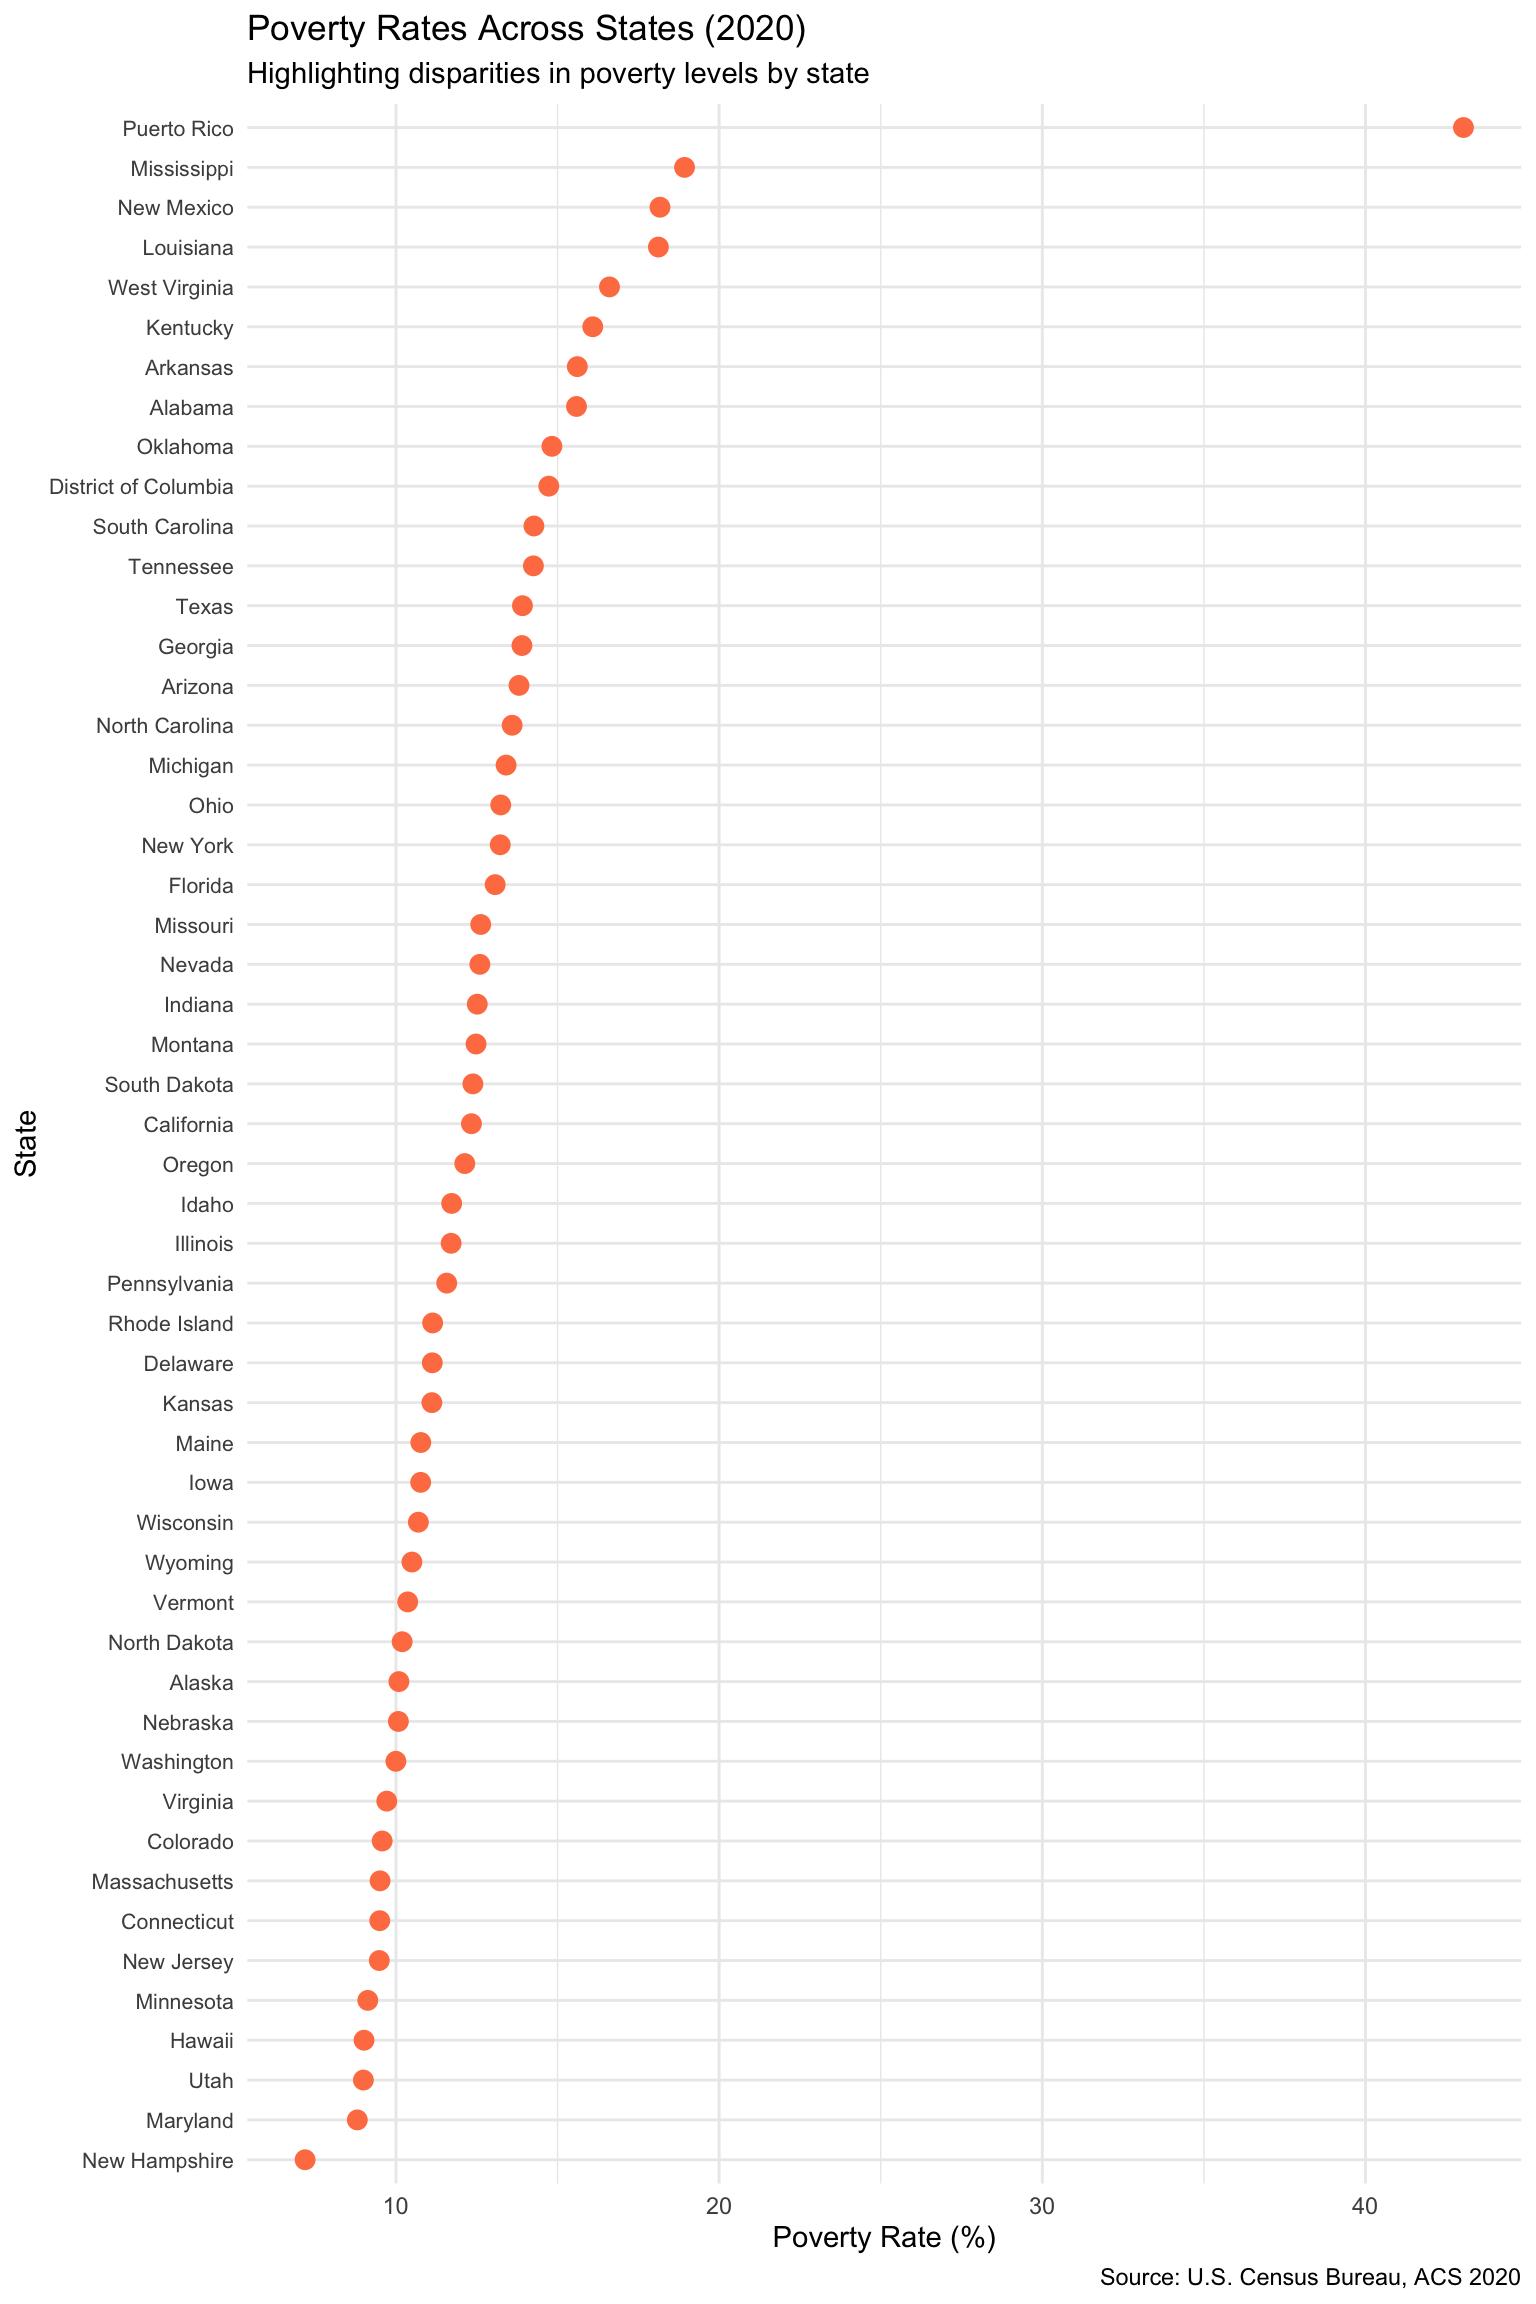 Poverty Rates Across States (2020)
Highlighting disparities in poverty levels by state
Puerto Rico
Mississippi
New Mexico
Louisiana
West Virginia
Kentucky
Arkansas
Alabama
Oklahoma
District of Columbia
South Carolina
Tennessee
Texas
Georgia
Arizona
North Carolina
Michigan
Ohio
New York
Florida
Missouri
Nevada
Indiana
Montana
South Dakota
California
Oregon
Idaho
Illinois
Pennsylvania
Rhode Island
Delaware
Kansas
Maine
Iowa
Wisconsin
Wyoming
Vermont
North Dakota
Alaska
Nebraska
Washington
Virginia
Colorado
Massachusetts
Connecticut
New Jersey
Minnesota
Hawaii
Utah
Maryland
New Hampshire
State
10 20 30 40
Poverty Rate (%)
Source: U.S. Census Bureau, ACS 2020